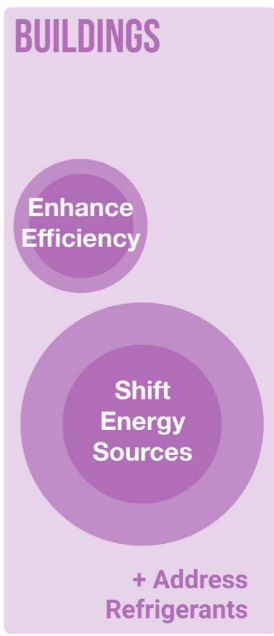 BUILDINGS
Enhance
Efficiency
Shift
Energy
Sources
+ Address
Refrigerants